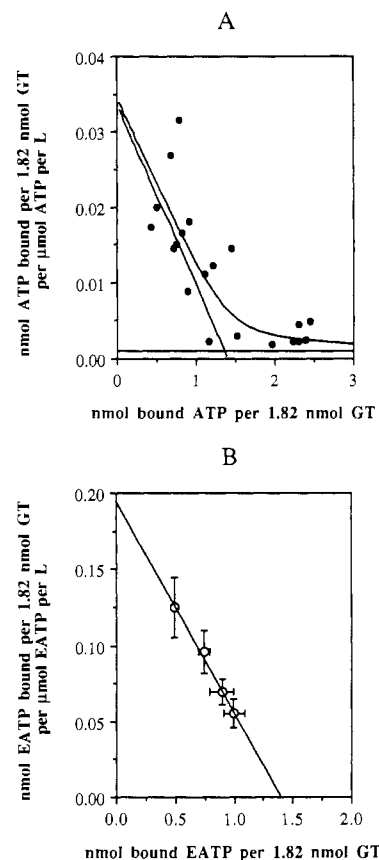 A
nmol ATP bound per 1.82 nmol GT
per μmol ATP per L
0.04
0.03
0.02
0.01
0.00
0
1
2
3
nmol bound ATP per 1.82 nmol GT
B
nmol EATP bound per 1.82 nmol GT
per μmol EATP per L
0.20
0.15
0.10
0.05
0.00
0.0
0.5
1.0
1.5
2.0
nmol bound EATP per 1.82 nmol GT